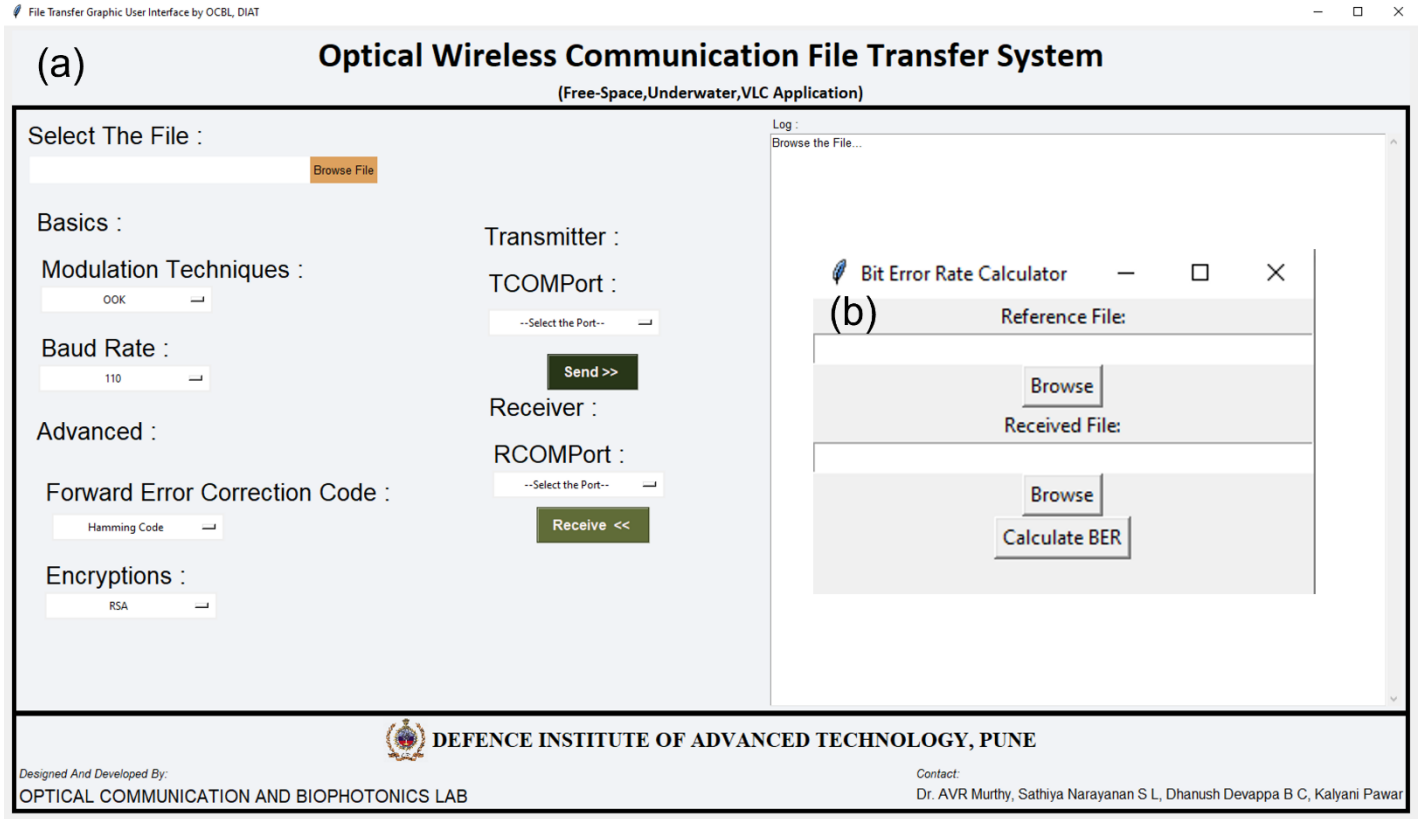 File Transfer Graphic User Interface by OCBL, DIAT
(a)
Optical Wireless Communication File Transfer System
(Free-Space,Underwater,VLC Application)
Select The File :
Browse File
Basics :
Modulation Techniques :
OOK
Baud Rate :
110
Advanced :
Forward Error Correction Code :
Hamming Code
Encryptions :
RSA
Transmitter :
TCOMPort :
--Select the Port--
Send >>
Receiver :
RCOMPort :
--Select the Port--
Receive <<
Log :
Browse the File...
Bit Error Rate Calculator
(b)
Reference File:
Browse
Received File:
Browse
Calculate BER
DEFENCE INSTITUTE OF ADVANCED TECHNOLOGY, PUNE
Designed And Developed By:
OPTICAL COMMUNICATION AND BIOPHOTONICS LAB
Contact:
Dr. AVR Murthy, Sathiya Narayanan S L, Dhanush Devappa B C, Kalyani Pawar